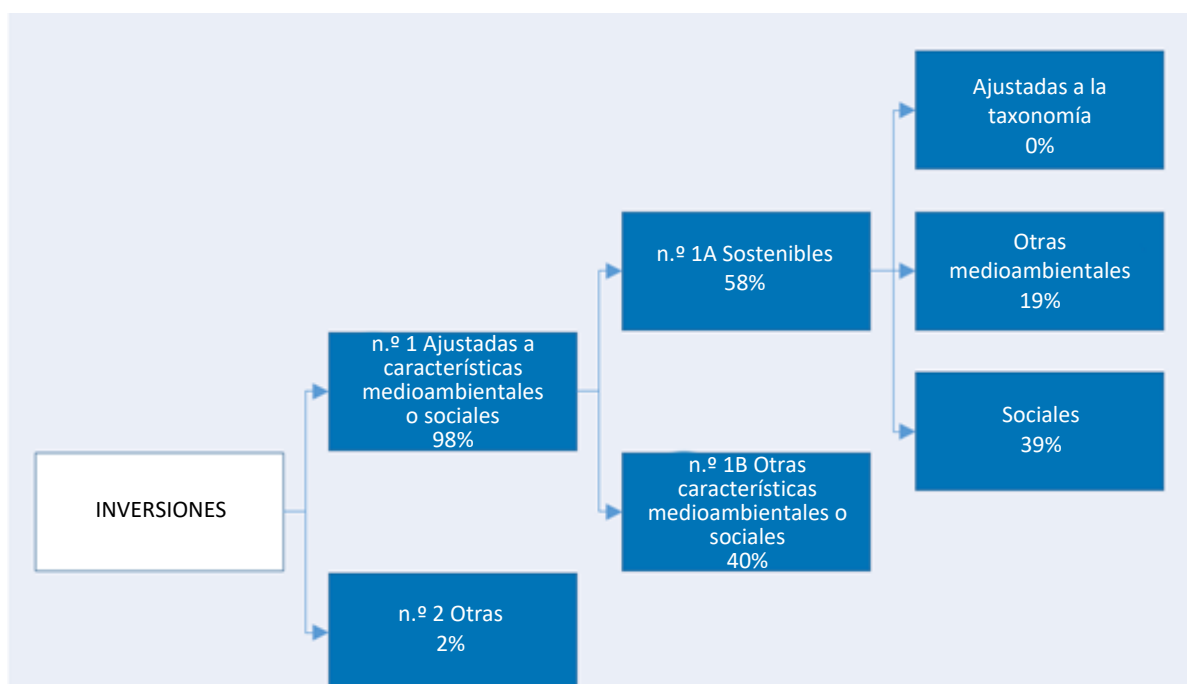 INVERSIONES
n.º 1 Ajustadas a
características
medioambientales
o sociales
98%
n.º 2 Otras
2%
n.º 1A Sostenibles
58%
n.º 1B Otras
características
medioambientales o
sociales
40%
Ajustadas a la
taxonomía
0%
Otras
medioambientales
19%
Sociales
39%